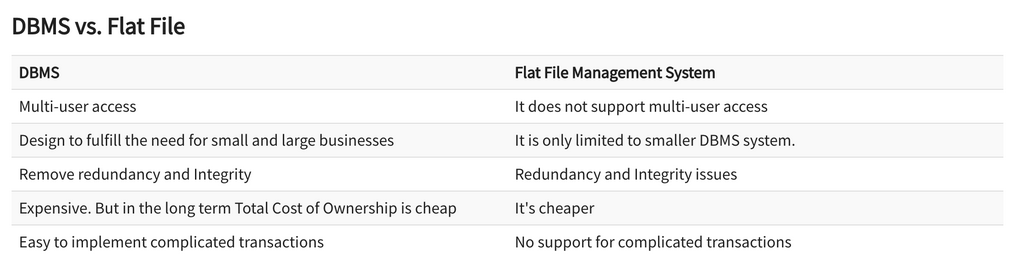 DBMS vs. Flat File
DBMS Flat File Management System
Multi-user access It does not support multi-user access
Design to fulfill the need for small and large businesses It is only limited to smaller DBMS system.
Remove redundancy and Integrity Redundancy and Integrity issues
Expensive. But in the long term Total Cost of Ownership is cheap It's cheaper
Easy to implement complicated transactions No support for complicated transactions